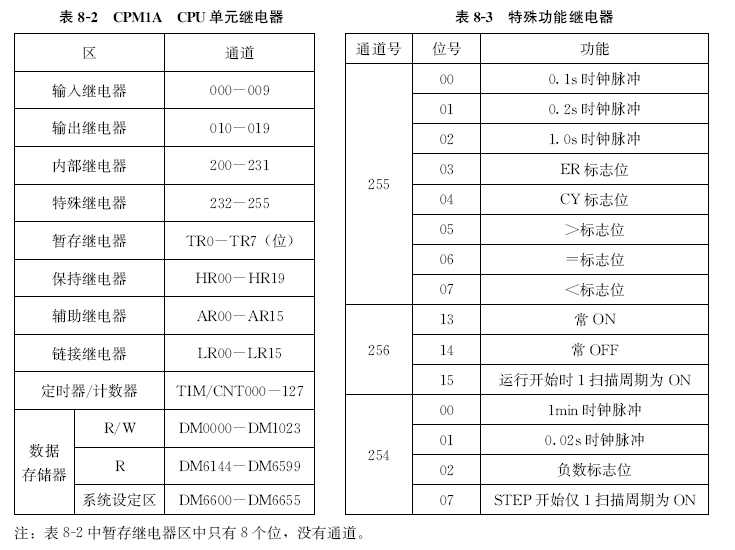 表 8-2 CPM1A CPU 单元继电器
区 通道
输入继电器 000－009
输出继电器 010－019
内部继电器 200－231
特殊继电器 232－255
暂存继电器 TR0－TR7（位）
保持继电器 HR00－HR19
辅助继电器 AR00－AR15
链接继电器 LR00－LR15
定时器/计数器 TIM/CNT000－127
数据存储器 R/W DM0000－DM1023
R DM6144－DM6599
系统设定区 DM6600－DM6655
表 8-3 特殊功能继电器
通道号 位号 功能
255 00 0.1s 时钟脉冲
01 0.2s 时钟脉冲
02 1.0s 时钟脉冲
03 ER 标志位
04 CY 标志位
05 ＞标志位
06 ＝标志位
07 ＜标志位
256 13 常 ON
14 常 OFF
15 运行开始时 1 扫描周期为 ON
254 00 1min 时钟脉冲
01 0.02s 时钟脉冲
02 负数标志位
07 STEP 开始仅 1 扫描周期为 ON
注：表 8-2 中暂存继电器区中只有 8 个位，没有通道。